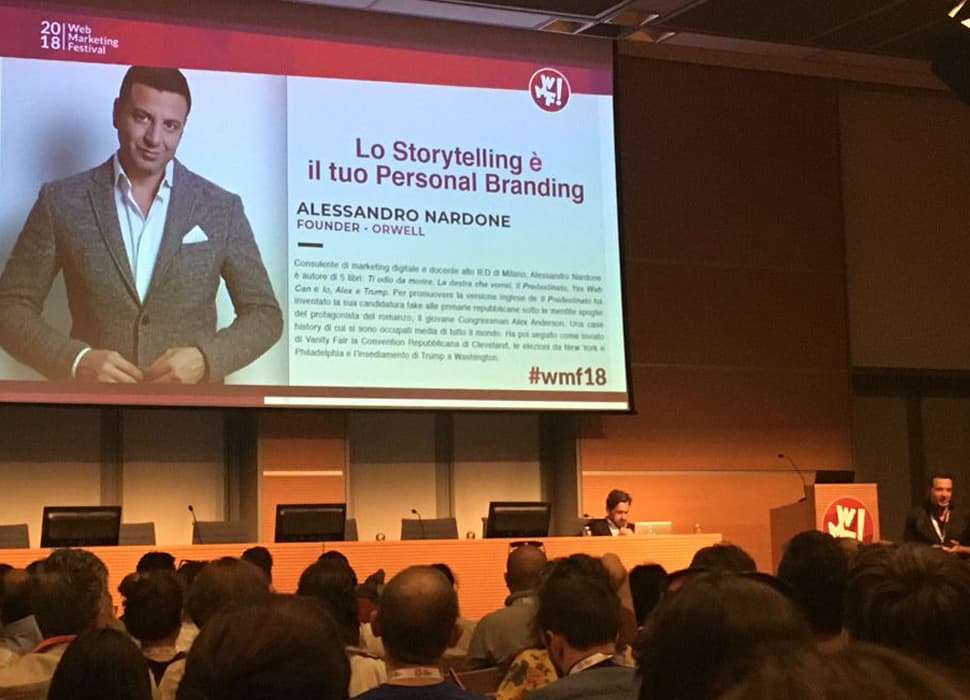 2018 | Web
Marketing
Festival
W
M
F!
Lo Storytelling è
il tuo Personal Branding
ALESSANDRO NARDONE
FOUNDER - ORWELL
Consulente di marketing digitale e docente allo IED di Milano, Alessandro Nardone
è autore di 5 libri: Ti odio da morire, La destra che vorrei, Il Predestinato, Yes Web
Can e Io, Alex e Trump. Per promuovere la versione inglese de Il Predestinato ha
inventato la sua candidatura fake alle primarie repubblicane sotto le mentite spoglie
del protagonista del romanzo, il giovane Congressman Alex Anderson. Una case
history di cui si sono occupati media di tutto il mondo. Ha poi seguito come inviato
di Vanity Fair la Convention Repubblicana di Cleveland, le elezioni da New York e
Philadelphia e l'insediamento di Trump a Washington.
#wmf18